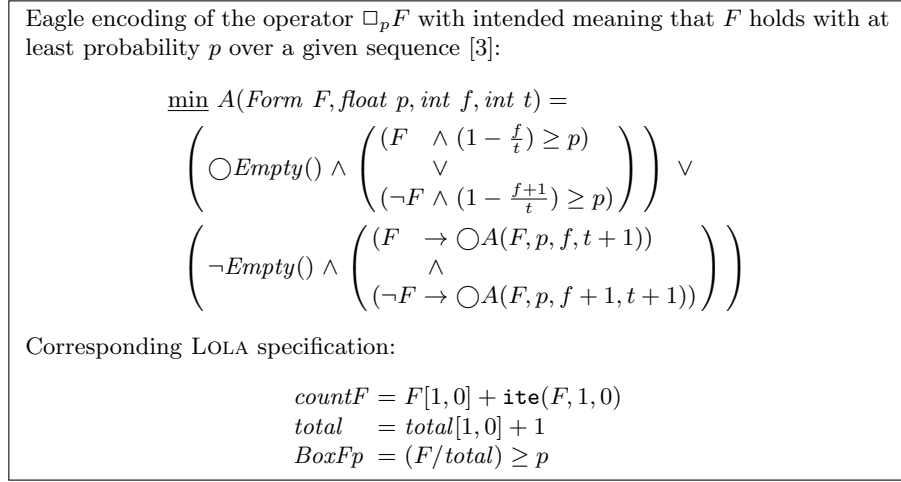 Eagle encoding of the operator □ₚF with intended meaning that F holds with at
least probability p over a given sequence [3]:
min A(Form F, float p, int f, int t) =
( ◯Empty() ∧ ( (F ∧ (1 − f/t) ≥ p)
∨
(¬F ∧ (1 − (f+1)/t) ≥ p) ) ) ∨
( ¬Empty() ∧ ( (F → ◯A(F, p, f, t + 1))
∧
(¬F → ◯A(F, p, f + 1, t + 1)) ) )
Corresponding LOLA specification:
countF = F[1, 0] + ite(F, 1, 0)
total = total[1, 0] + 1
BoxFp = (F/total) ≥ p